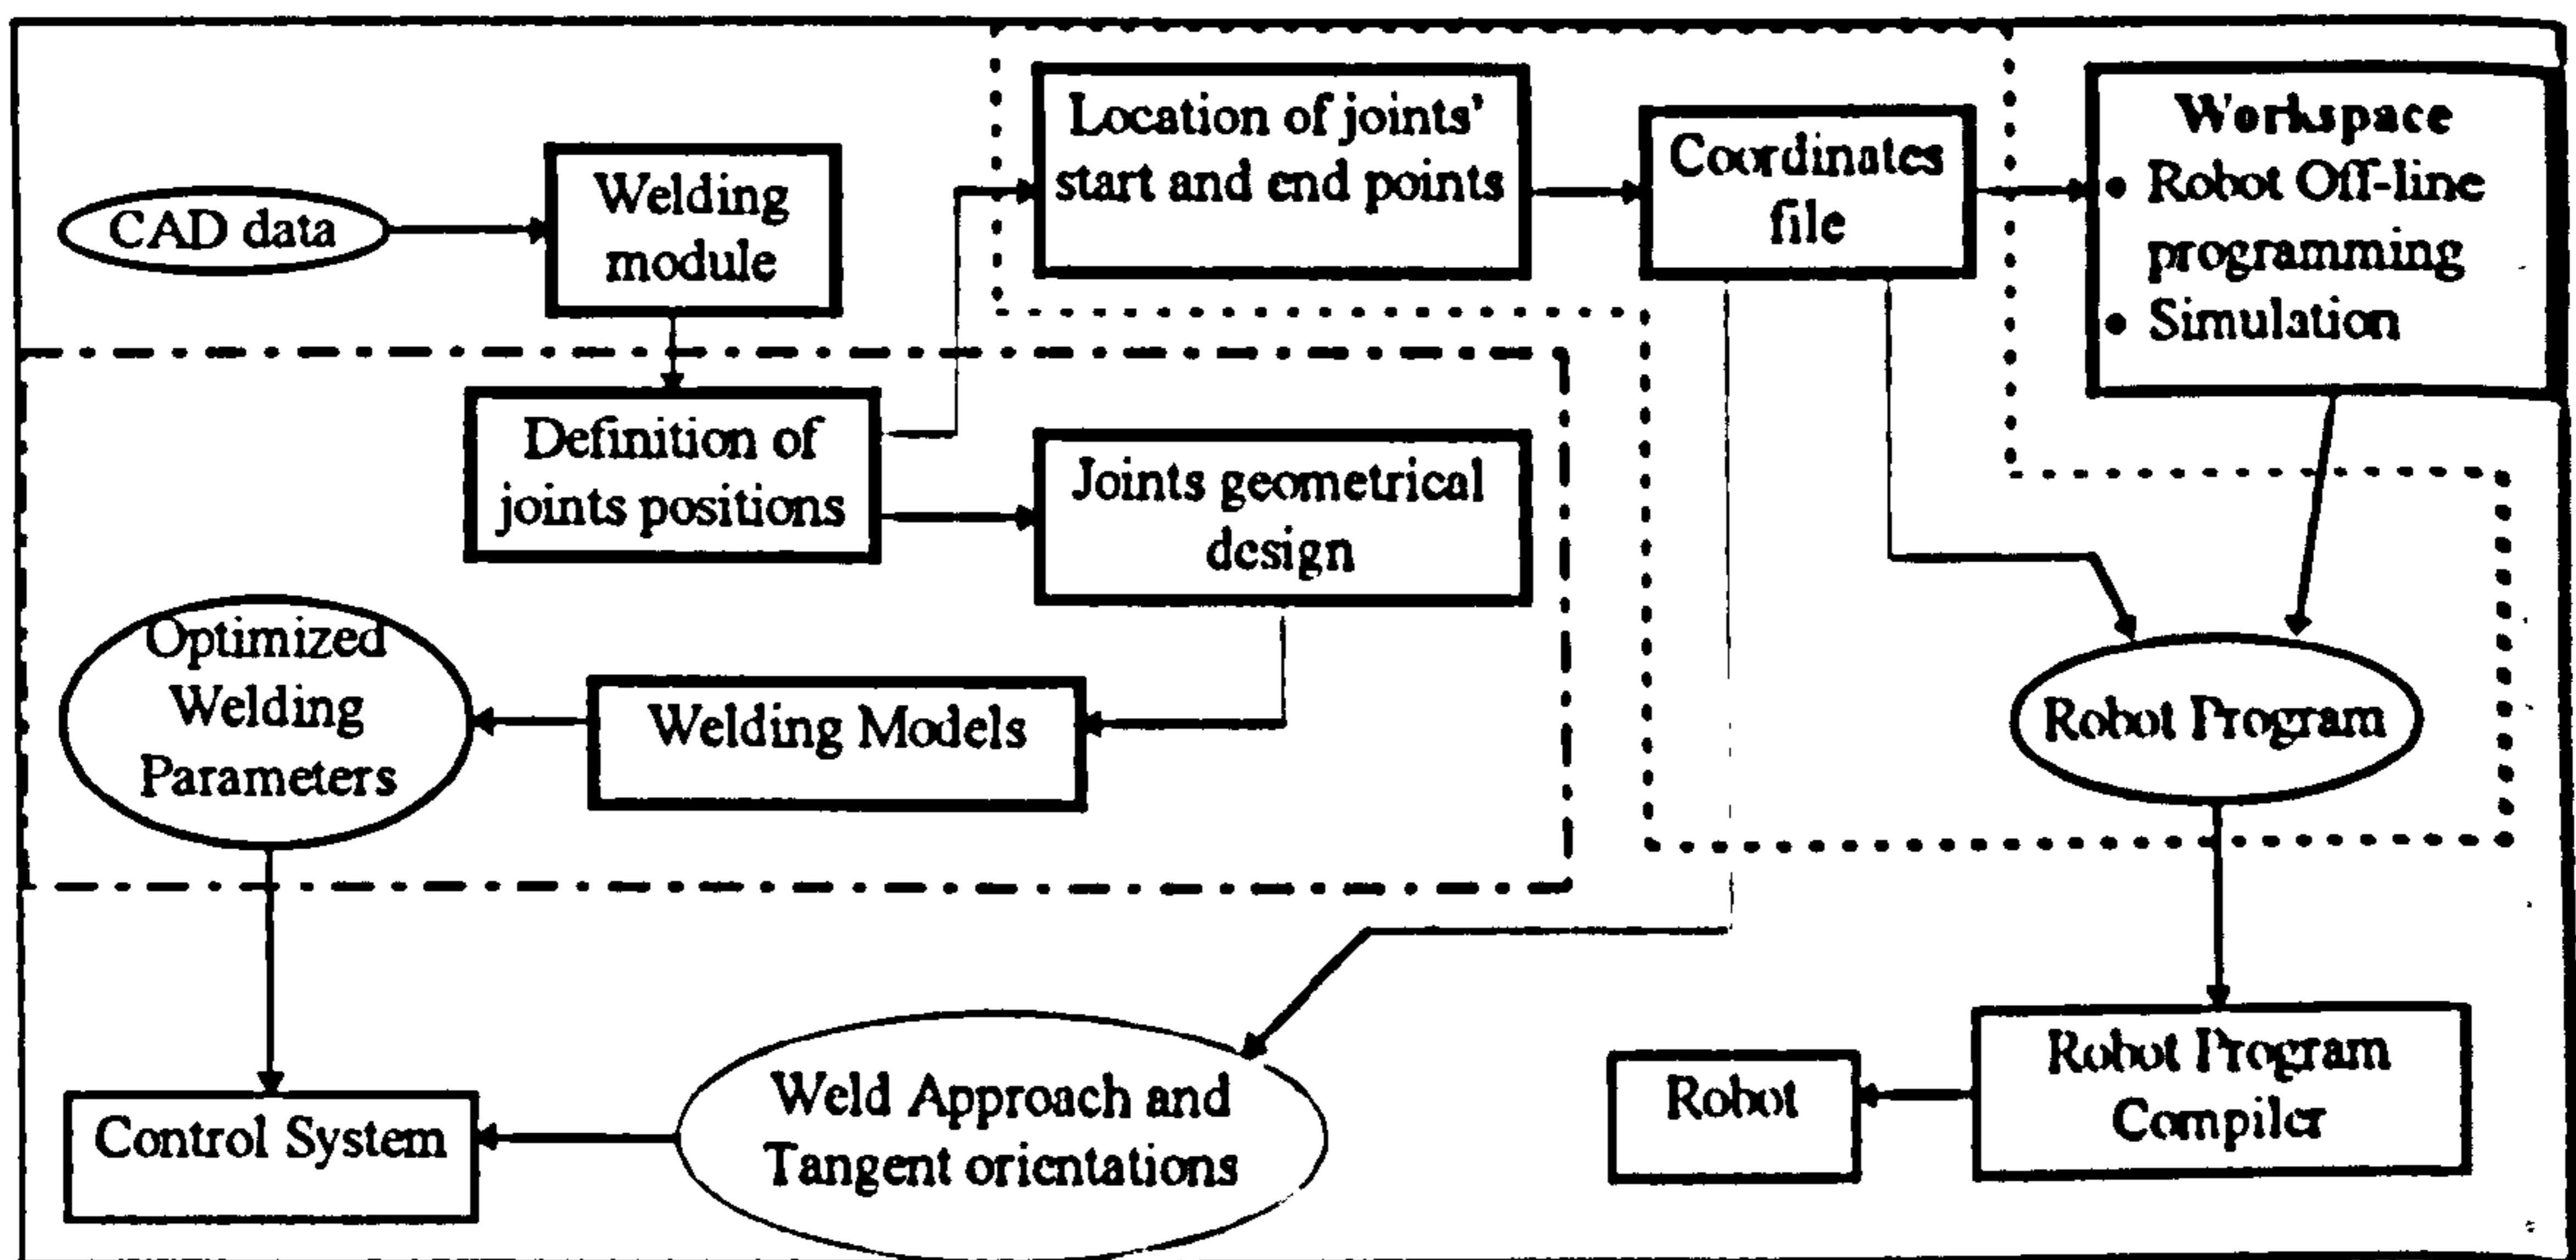 CAD data
Welding
module
Location of joints'
start and end points
Coordinates
file
Workspace
• Robot Off-line
programming
• Simulation
Definition of
joints positions
Joints geometrical
design
Optimized
Welding
Parameters
Welding Models
Robot Program
Control System
Weld Approach and
Tangent orientations
Robot
Robot Program
Compiler